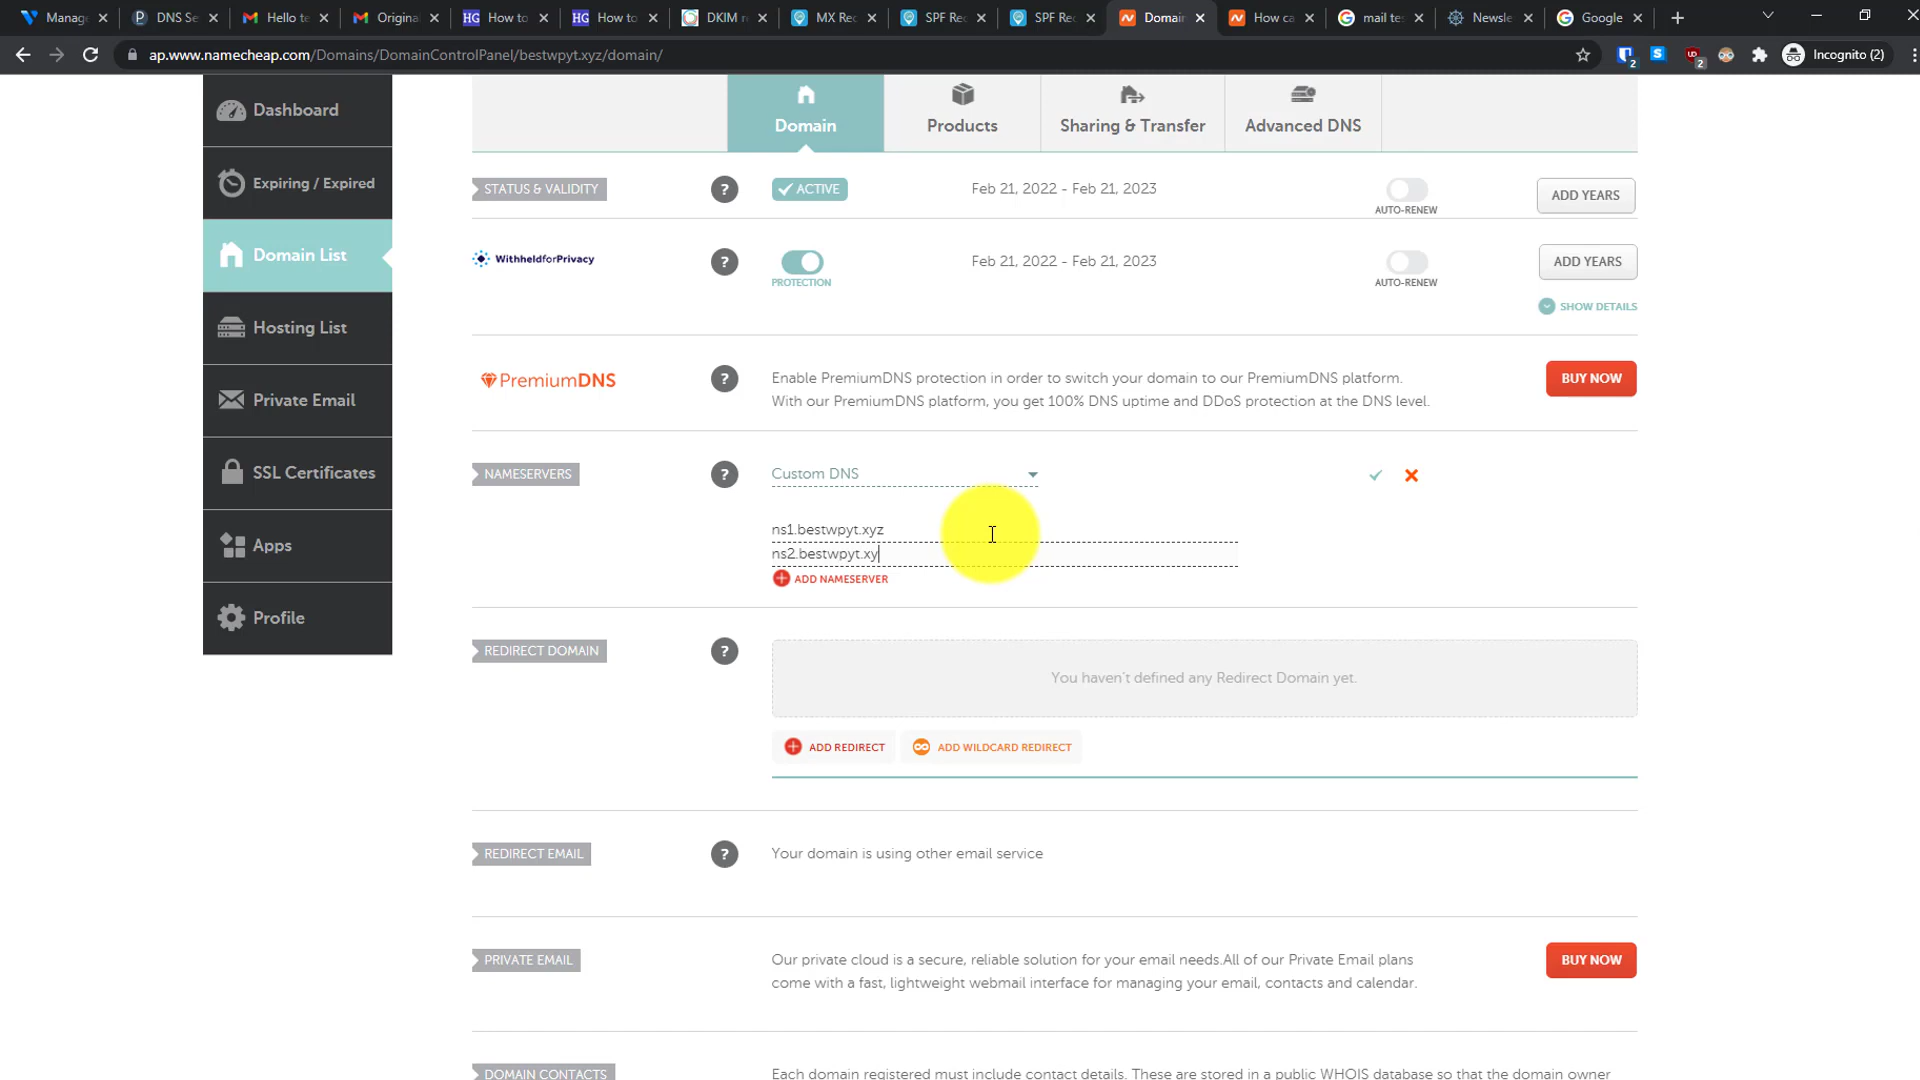 Manage
DNS Se
Hello te
Origina
HG How to
HG How to
DKIM r
MX Rec
SPF Rec
SPF Rec
Domain
How ca
mail tes
Newsle
Google
ap.www.namecheap.com/Domains/DomainControlPanel/bestwpyt.xyz/domain/
2
2
Incognito (2)
Dashboard
Expiring / Expired
Domain List
Hosting List
Private Email
SSL Certificates
Apps
Profile
Domain
Products
Sharing & Transfer
Advanced DNS
STATUS & VALIDITY
?
ACTIVE
Feb 21, 2022 - Feb 21, 2023
AUTO-RENEW
ADD YEARS
WithheldforPrivacy
?
PROTECTION
Feb 21, 2022 - Feb 21, 2023
AUTO-RENEW
ADD YEARS
SHOW DETAILS
PremiumDNS
?
Enable PremiumDNS protection in order to switch your domain to our PremiumDNS platform.
With our PremiumDNS platform, you get 100% DNS uptime and DDoS protection at the DNS level.
BUY NOW
NAMESERVERS
?
Custom DNS
ns1.bestwpyt.xyz
ns2.bestwpyt.xy
ADD NAMESERVER
REDIRECT DOMAIN
?
You haven't defined any Redirect Domain yet.
ADD REDIRECT
ADD WILDCARD REDIRECT
REDIRECT EMAIL
?
Your domain is using other email service
PRIVATE EMAIL
Our private cloud is a secure, reliable solution for your email needs.All of our Private Email plans
come with a fast, lightweight webmail interface for managing your email, contacts and calendar.
BUY NOW
DOMAIN CONTACTS
Each domain registered must include contact details. These are stored in a public WHOIS database so that the domain owner